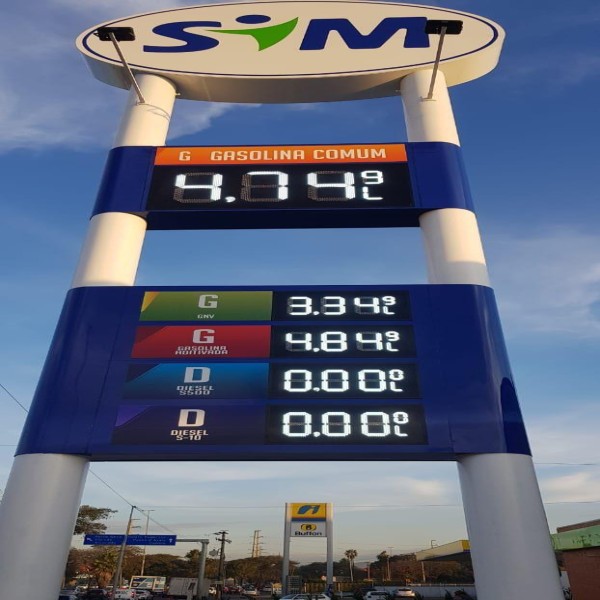 SIM
G GASOLINA COMUM
4.749 L
G
GNV
3.349 L
G
GASOLINA
ADITIVADA
4.849 L
D
DIESEL
S500
0.000 L
D
DIESEL
S-10
0.000 L
Buffon